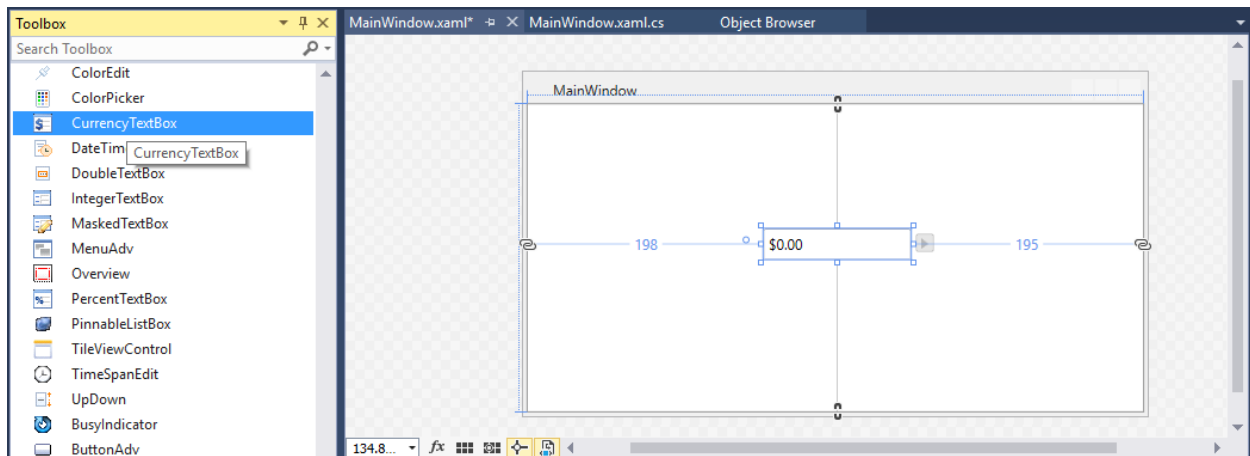 Toolbox
MainWindow.xaml*
MainWindow.xaml.cs
Object Browser
Search Toolbox
ColorEdit
ColorPicker
CurrencyTextBox
DateTim
CurrencyTextBox
DoubleTextBox
IntegerTextBox
MaskedTextBox
MenuAdv
Overview
PercentTextBox
PinnableListBox
TileViewControl
TimeSpanEdit
UpDown
BusyIndicator
ButtonAdv
MainWindow
198
$0.00
195
134.8...
fx